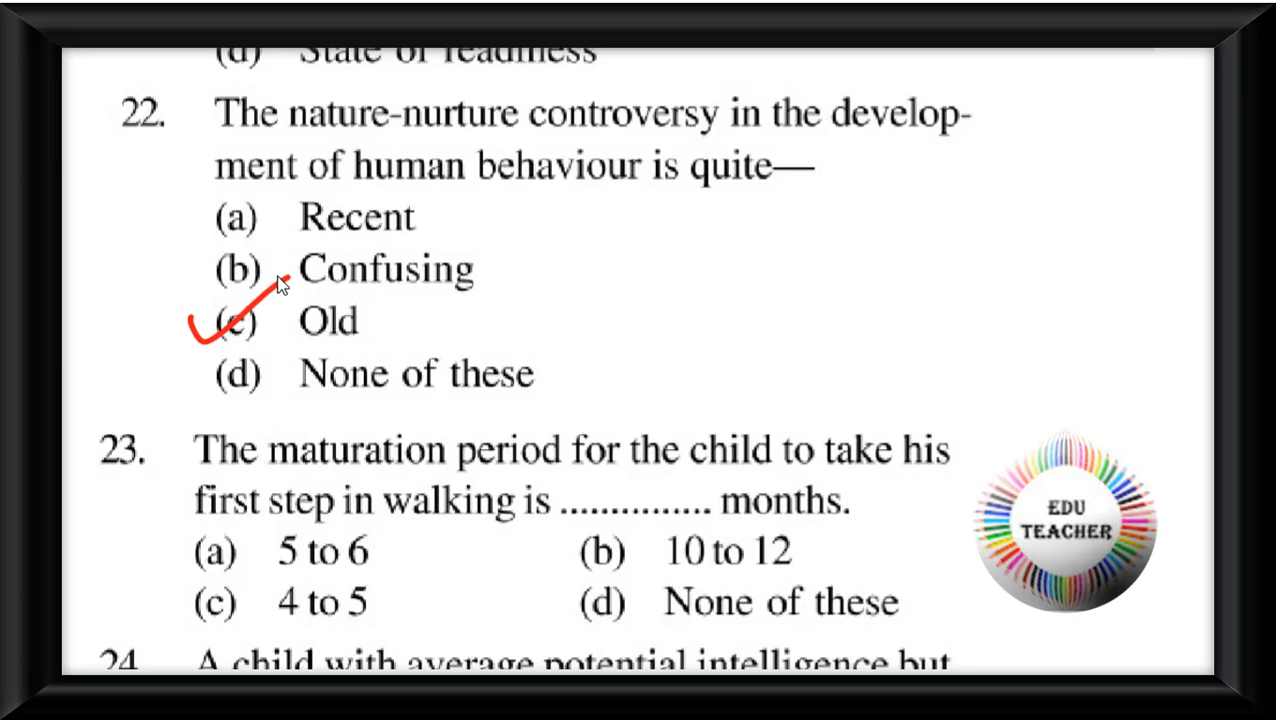 (d) State of readiness
22. The nature-nurture controversy in the develop-
ment of human behaviour is quite—
(a) Recent
(b) Confusing
(c) Old
(d) None of these
23. The maturation period for the child to take his
first step in walking is ............... months.
(a) 5 to 6 (b) 10 to 12
(c) 4 to 5 (d) None of these
EDU
TEACHER
24 A child with average potential intelligence but